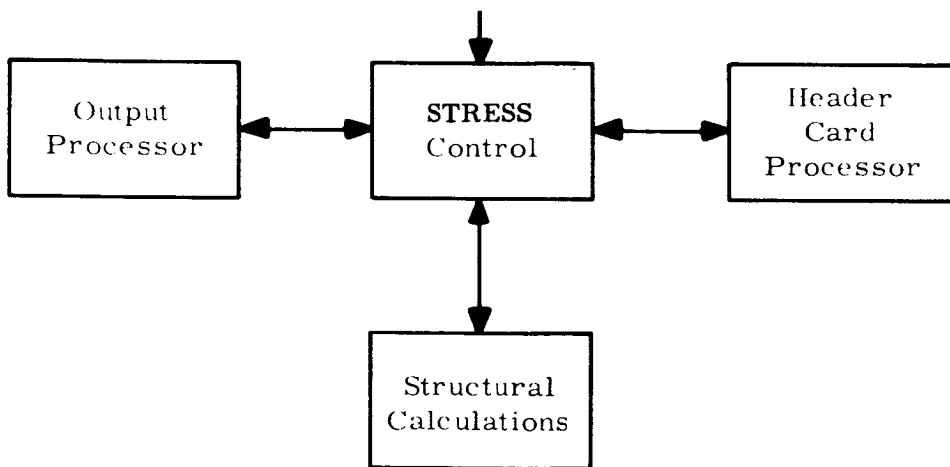 Output
Processor
STRESS
Control
Header
Card
Processor
Structural
Calculations